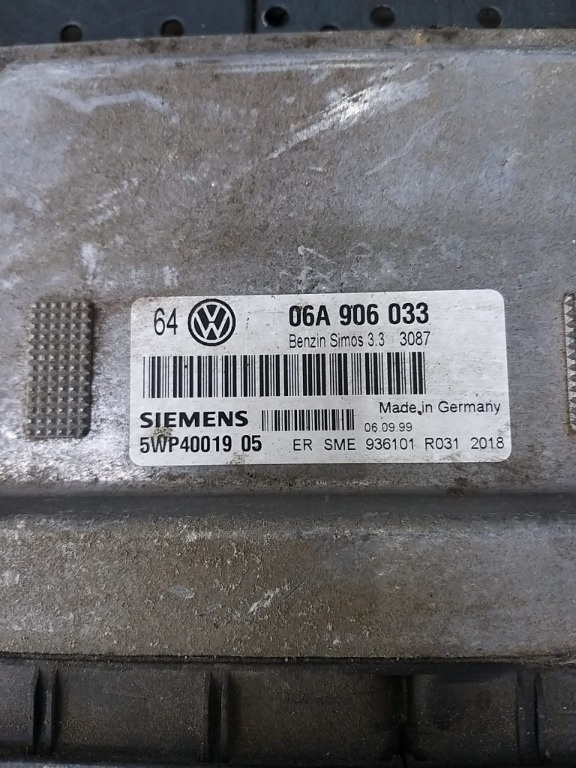 64 VW 06A 906 033
Benzin Simos 3.3 3087
Made in Germany
SIEMENS 06.09.99
5WP40019 05 ER SME 936101 R031 2018